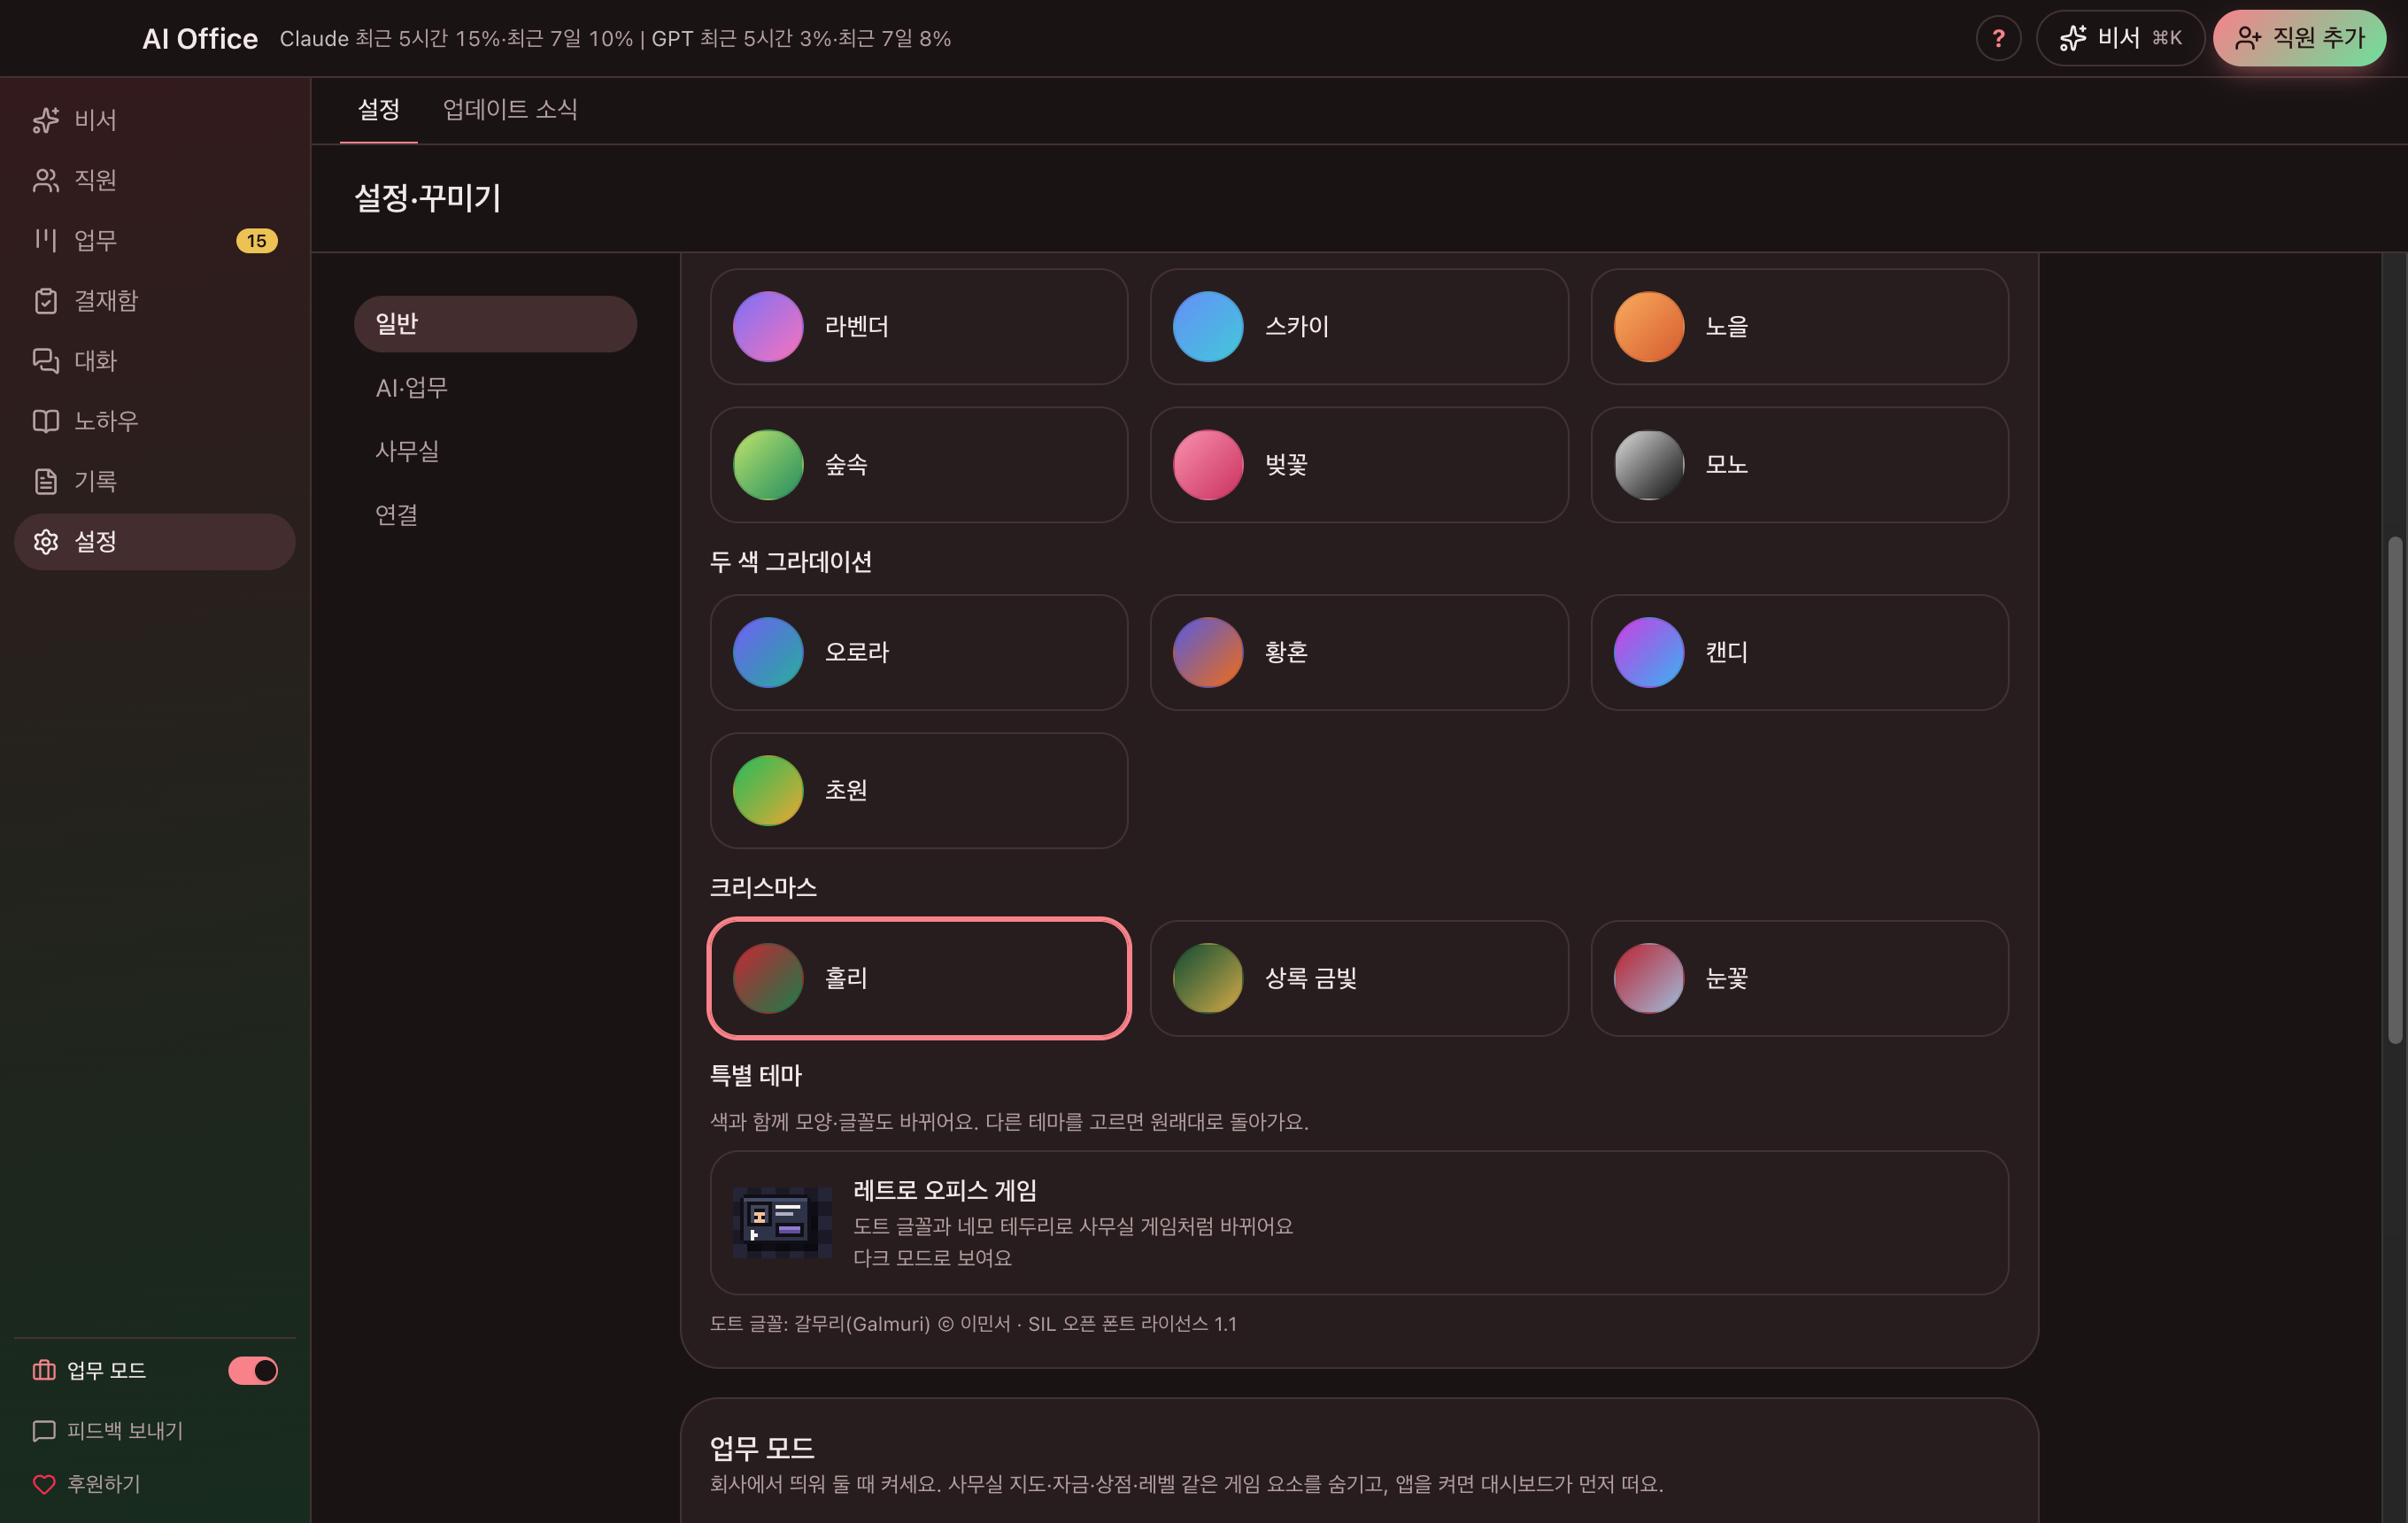 AI Office
Claude 최근 5시간 15%·최근 7일 10% | GPT 최근 5시간 3%·최근 7일 8%
?
비서 ⌘K
직원 추가
비서
직원
업무
15
결재함
대화
노하우
기록
설정
업무 모드
피드백 보내기
후원하기
설정
업데이트 소식
설정·꾸미기
일반
AI·업무
사무실
연결
라벤더
스카이
노을
숲속
벚꽃
모노
두 색 그라데이션
오로라
황혼
캔디
초원
크리스마스
홀리
상록 금빛
눈꽃
특별 테마
색과 함께 모양·글꼴도 바뀌어요. 다른 테마를 고르면 원래대로 돌아가요.
레트로 오피스 게임
도트 글꼴과 네모 테두리로 사무실 게임처럼 바뀌어요
다크 모드로 보여요
도트 글꼴: 갈무리(Galmuri) © 이민서 · SIL 오픈 폰트 라이선스 1.1
업무 모드
회사에서 띄워 둘 때 켜세요. 사무실 지도·자금·상점·레벨 같은 게임 요소를 숨기고, 앱을 켜면 대시보드가 먼저 떠요.